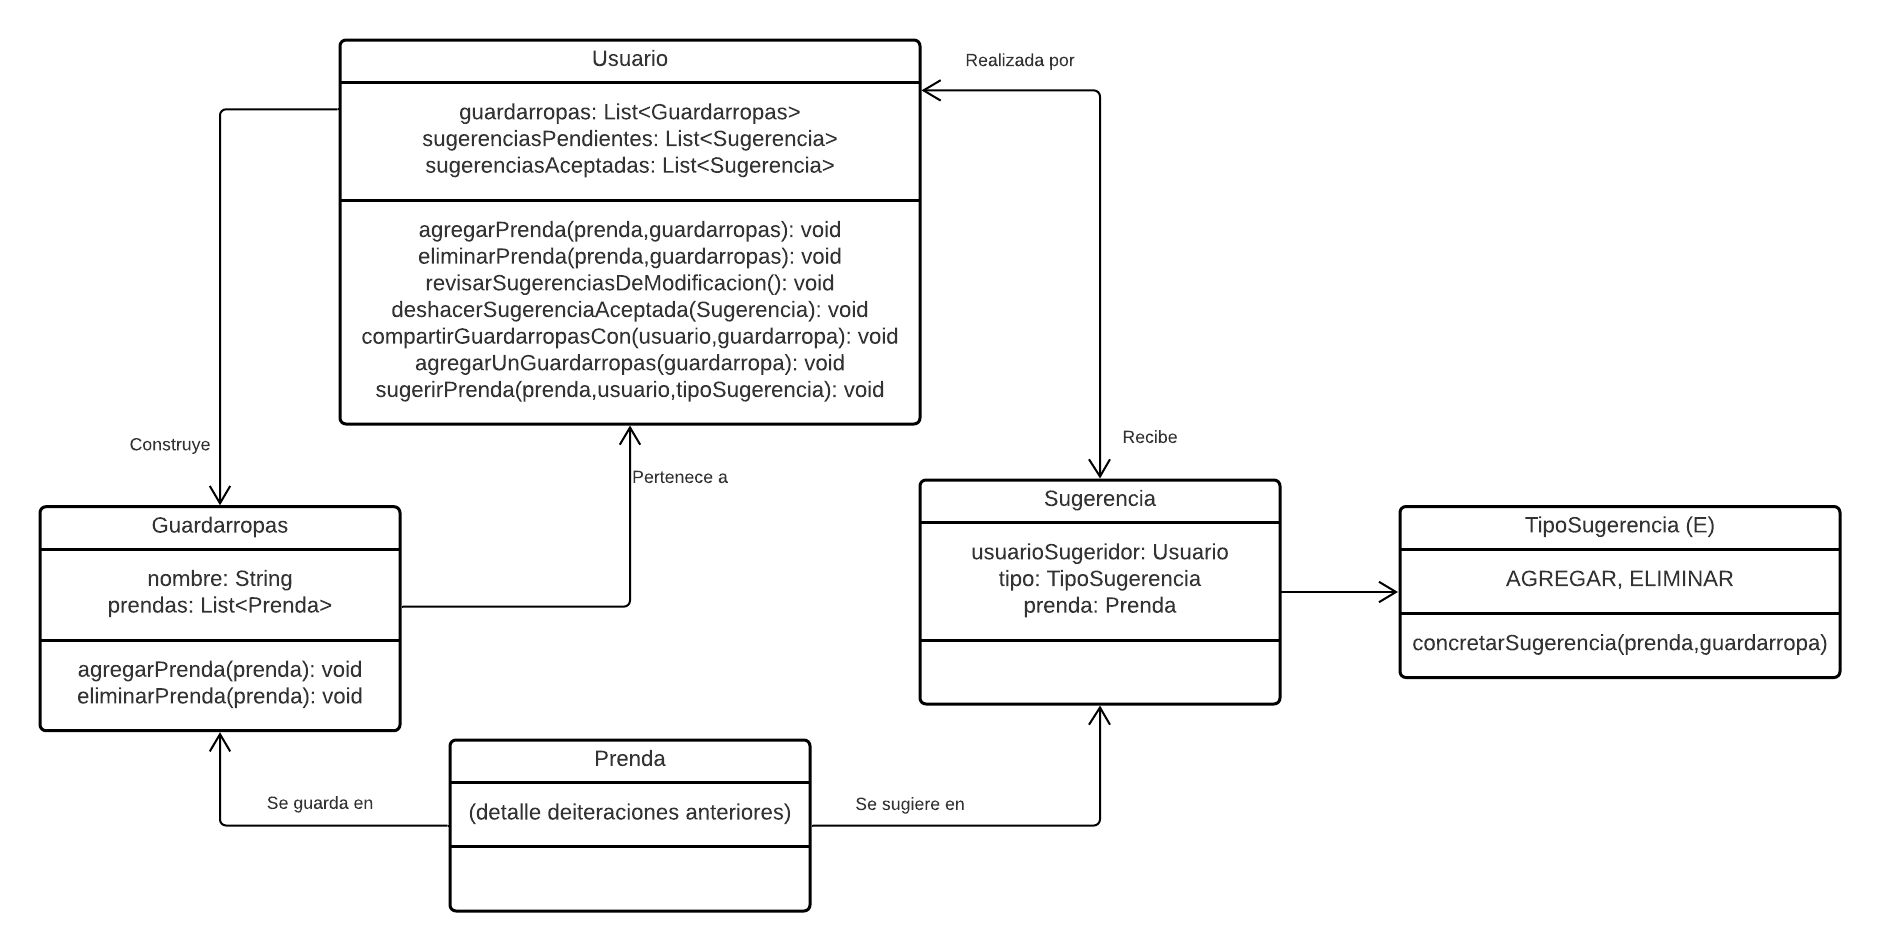 Usuario
guardarropas: List<Guardarropas>
sugerenciasPendientes: List<Sugerencia>
sugerenciasAceptadas: List<Sugerencia>
agregarPrenda(prenda,guardarropas): void
eliminarPrenda(prenda,guardarropas): void
revisarSugerenciasDeModificacion(): void
deshacerSugerenciaAceptada(Sugerencia): void
compartirGuardarropasCon(usuario,guardarropa): void
agregarUnGuardarropas(guardarropa): void
sugerirPrenda(prenda,usuario,tipoSugerencia): void
Realizada por
Recibe
Construye
Pertenece a
Guardarropas
nombre: String
prendas: List<Prenda>
agregarPrenda(prenda): void
eliminarPrenda(prenda): void
Sugerencia
usuarioSugeridor: Usuario
tipo: TipoSugerencia
prenda: Prenda
TipoSugerencia (E)
AGREGAR, ELIMINAR
concretarSugerencia(prenda,guardarropa)
Prenda
(detalle deiteraciones anteriores)
Se guarda en
Se sugiere en